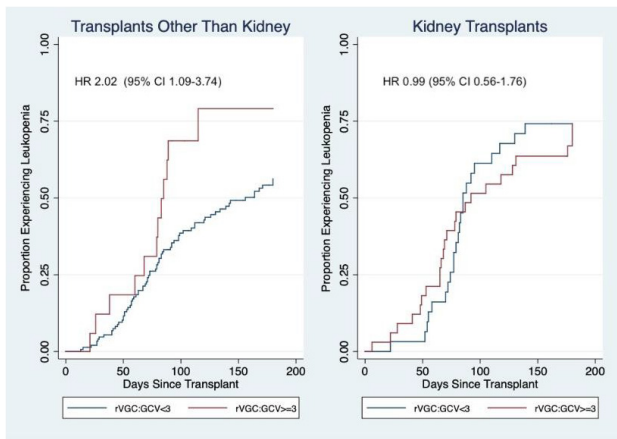 Transplants Other Than Kidney
HR 2.02 (95% CI 1.09-3.74)
Proportion Experiencing Leukopenia
1.00
0.75
0.50
0.25
0.00
0 50 100 150 200
Days Since Transplant
rVGC:GCV<3 rVGC:GCV>=3
Kidney Transplants
HR 0.99 (95% CI 0.56-1.76)
Proportion Experiencing Leukopenia
1.00
0.75
0.50
0.25
0.00
0 50 100 150 200
Days Since Transplant
rVGC:GCV<3 rVGC:GCV>=3